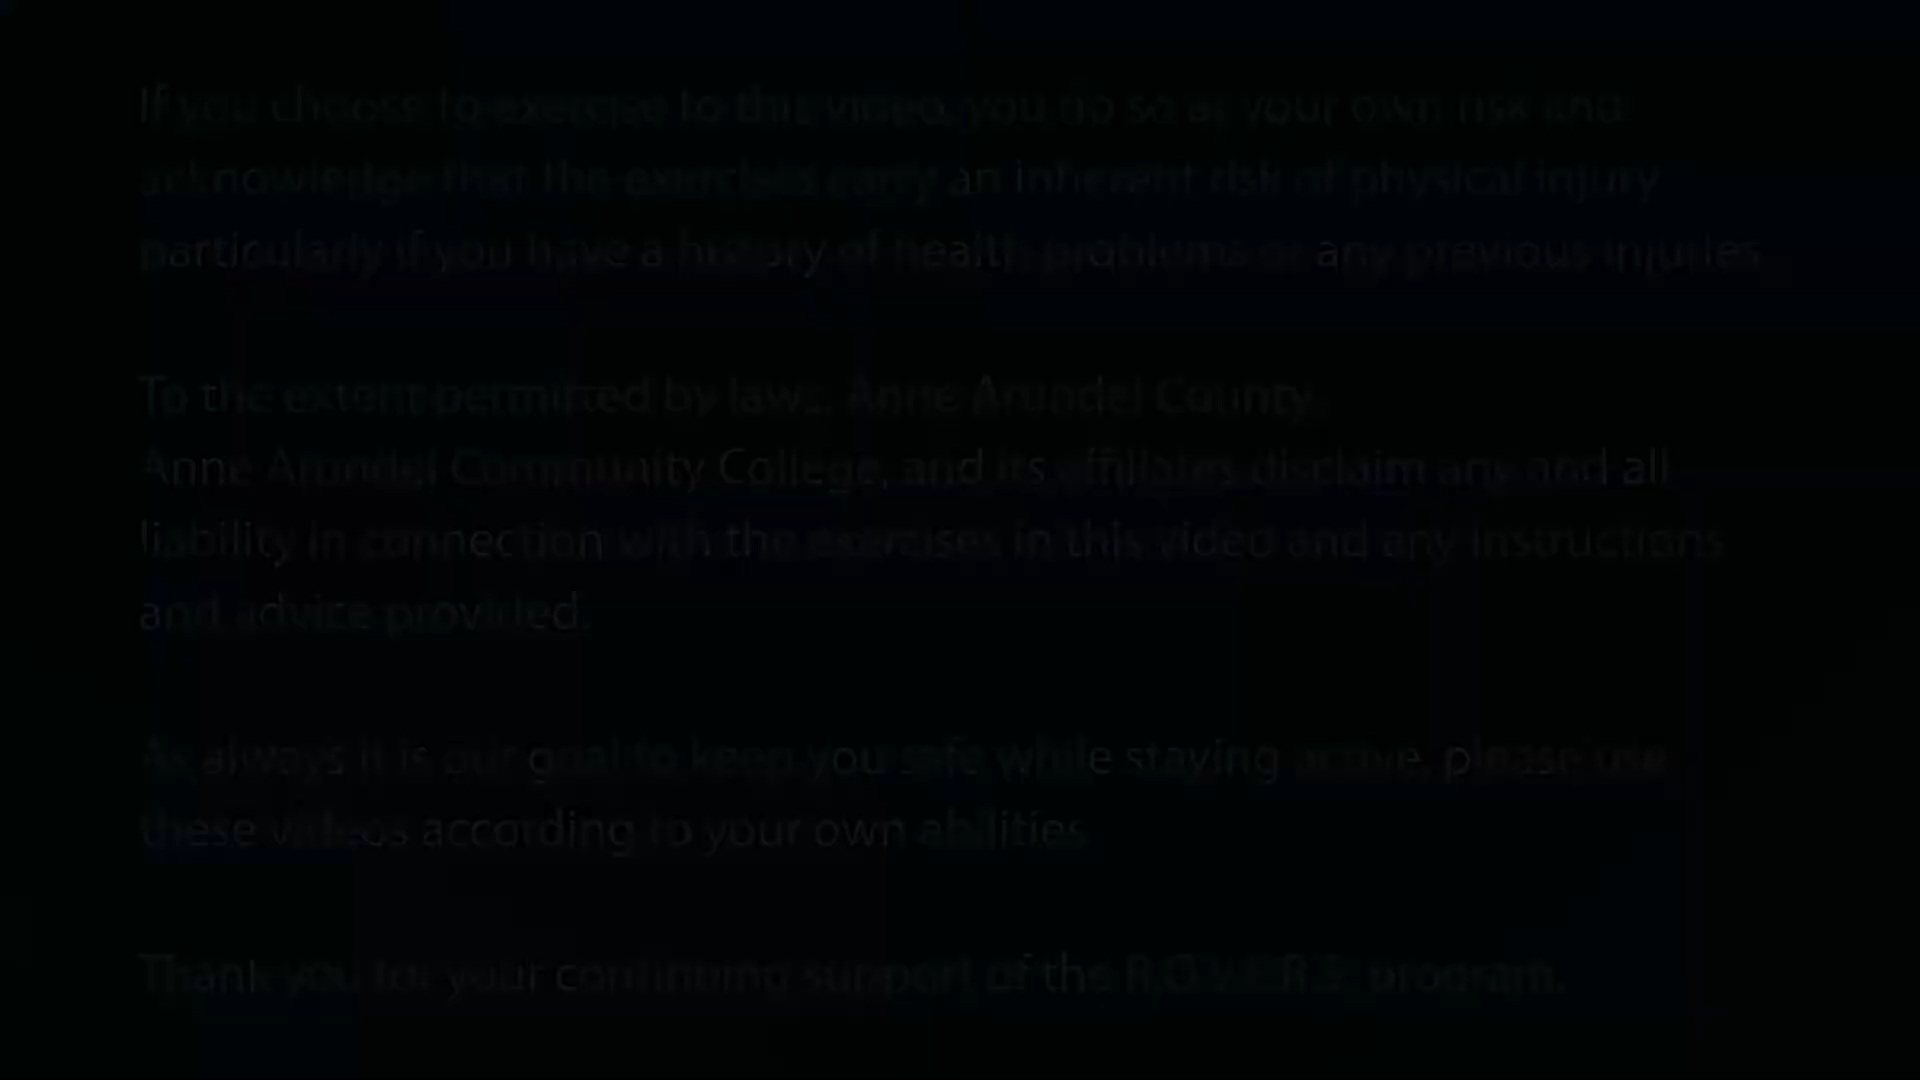 If you choose to exercise to this video, you do so at your own risk and
acknowledge that the exercises carry an inherent risk of physical injury
particularly if you have a history of health problems or any previous injuries
To the extent permitted by laws, Anne Arundel County,
Anne Arundel Community College, and its affiliates disclaim any and all
liability in connection with the exercises in this video and any instructions
and advice provided.
As always it is our goal to keep you safe while staying active, please use
these videos according to your own abilities
Thank you for your continuing support of the program.